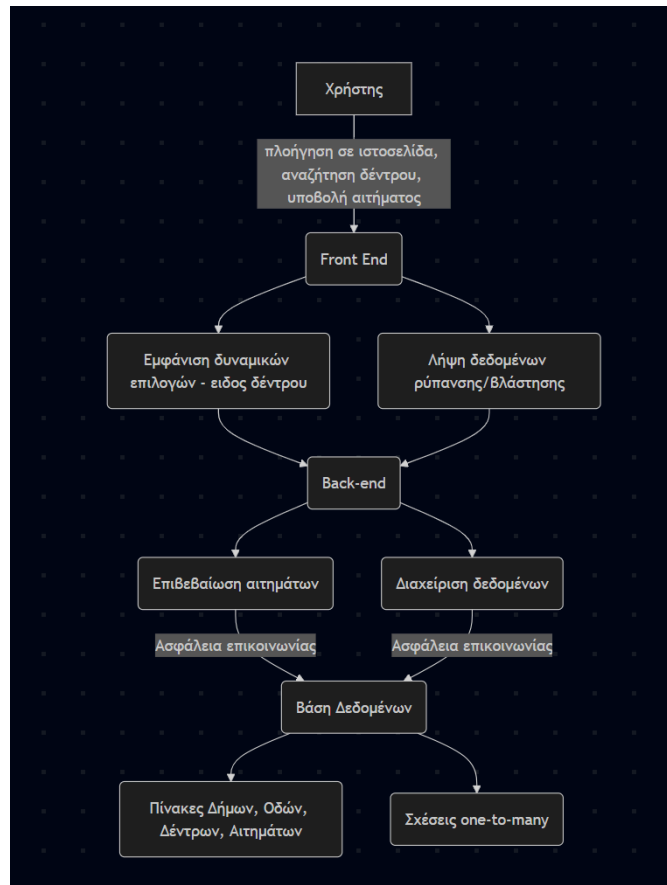 Χρήστης
πλοήγηση σε ιστοσελίδα,
αναζήτηση δέντρου,
υποβολή αιτήματος
Front End
Εμφάνιση δυναμικών
επιλογών - ειδος δέντρου
Λήψη δεδομένων
ρύπανσης/Βλάστησης
Back-end
Επιβεβαίωση αιτημάτων
Διαχείριση δεδομένων
Ασφάλεια επικοινωνίας
Ασφάλεια επικοινωνίας
Βάση Δεδομένων
Πίνακες Δήμων, Οδών,
Δέντρων, Αιτημάτων
Σχέσεις one-to-many